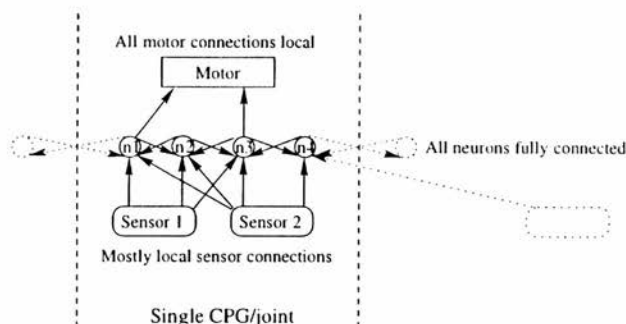 All motor connections local
Motor
n1 n2 n3 n4
All neurons fully connected
Sensor 1 Sensor 2
Mostly local sensor connections
Single CPG/joint